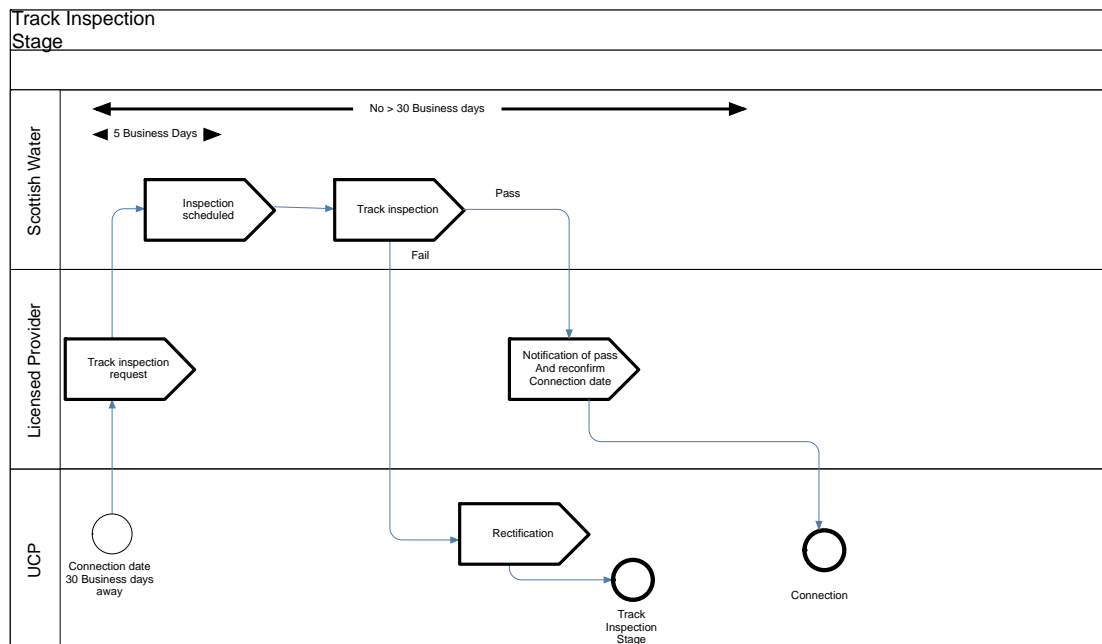 Track Inspection
Stage
Scottish Water
No > 30 Business days
5 Business Days
Inspection
scheduled
Track inspection
Pass
Fail
Licensed Provider
Track inspection
request
Notification of pass
And reconfirm
Connection date
UCP
Connection date
30 Business days
away
Rectification
Track
Inspection
Stage
Connection